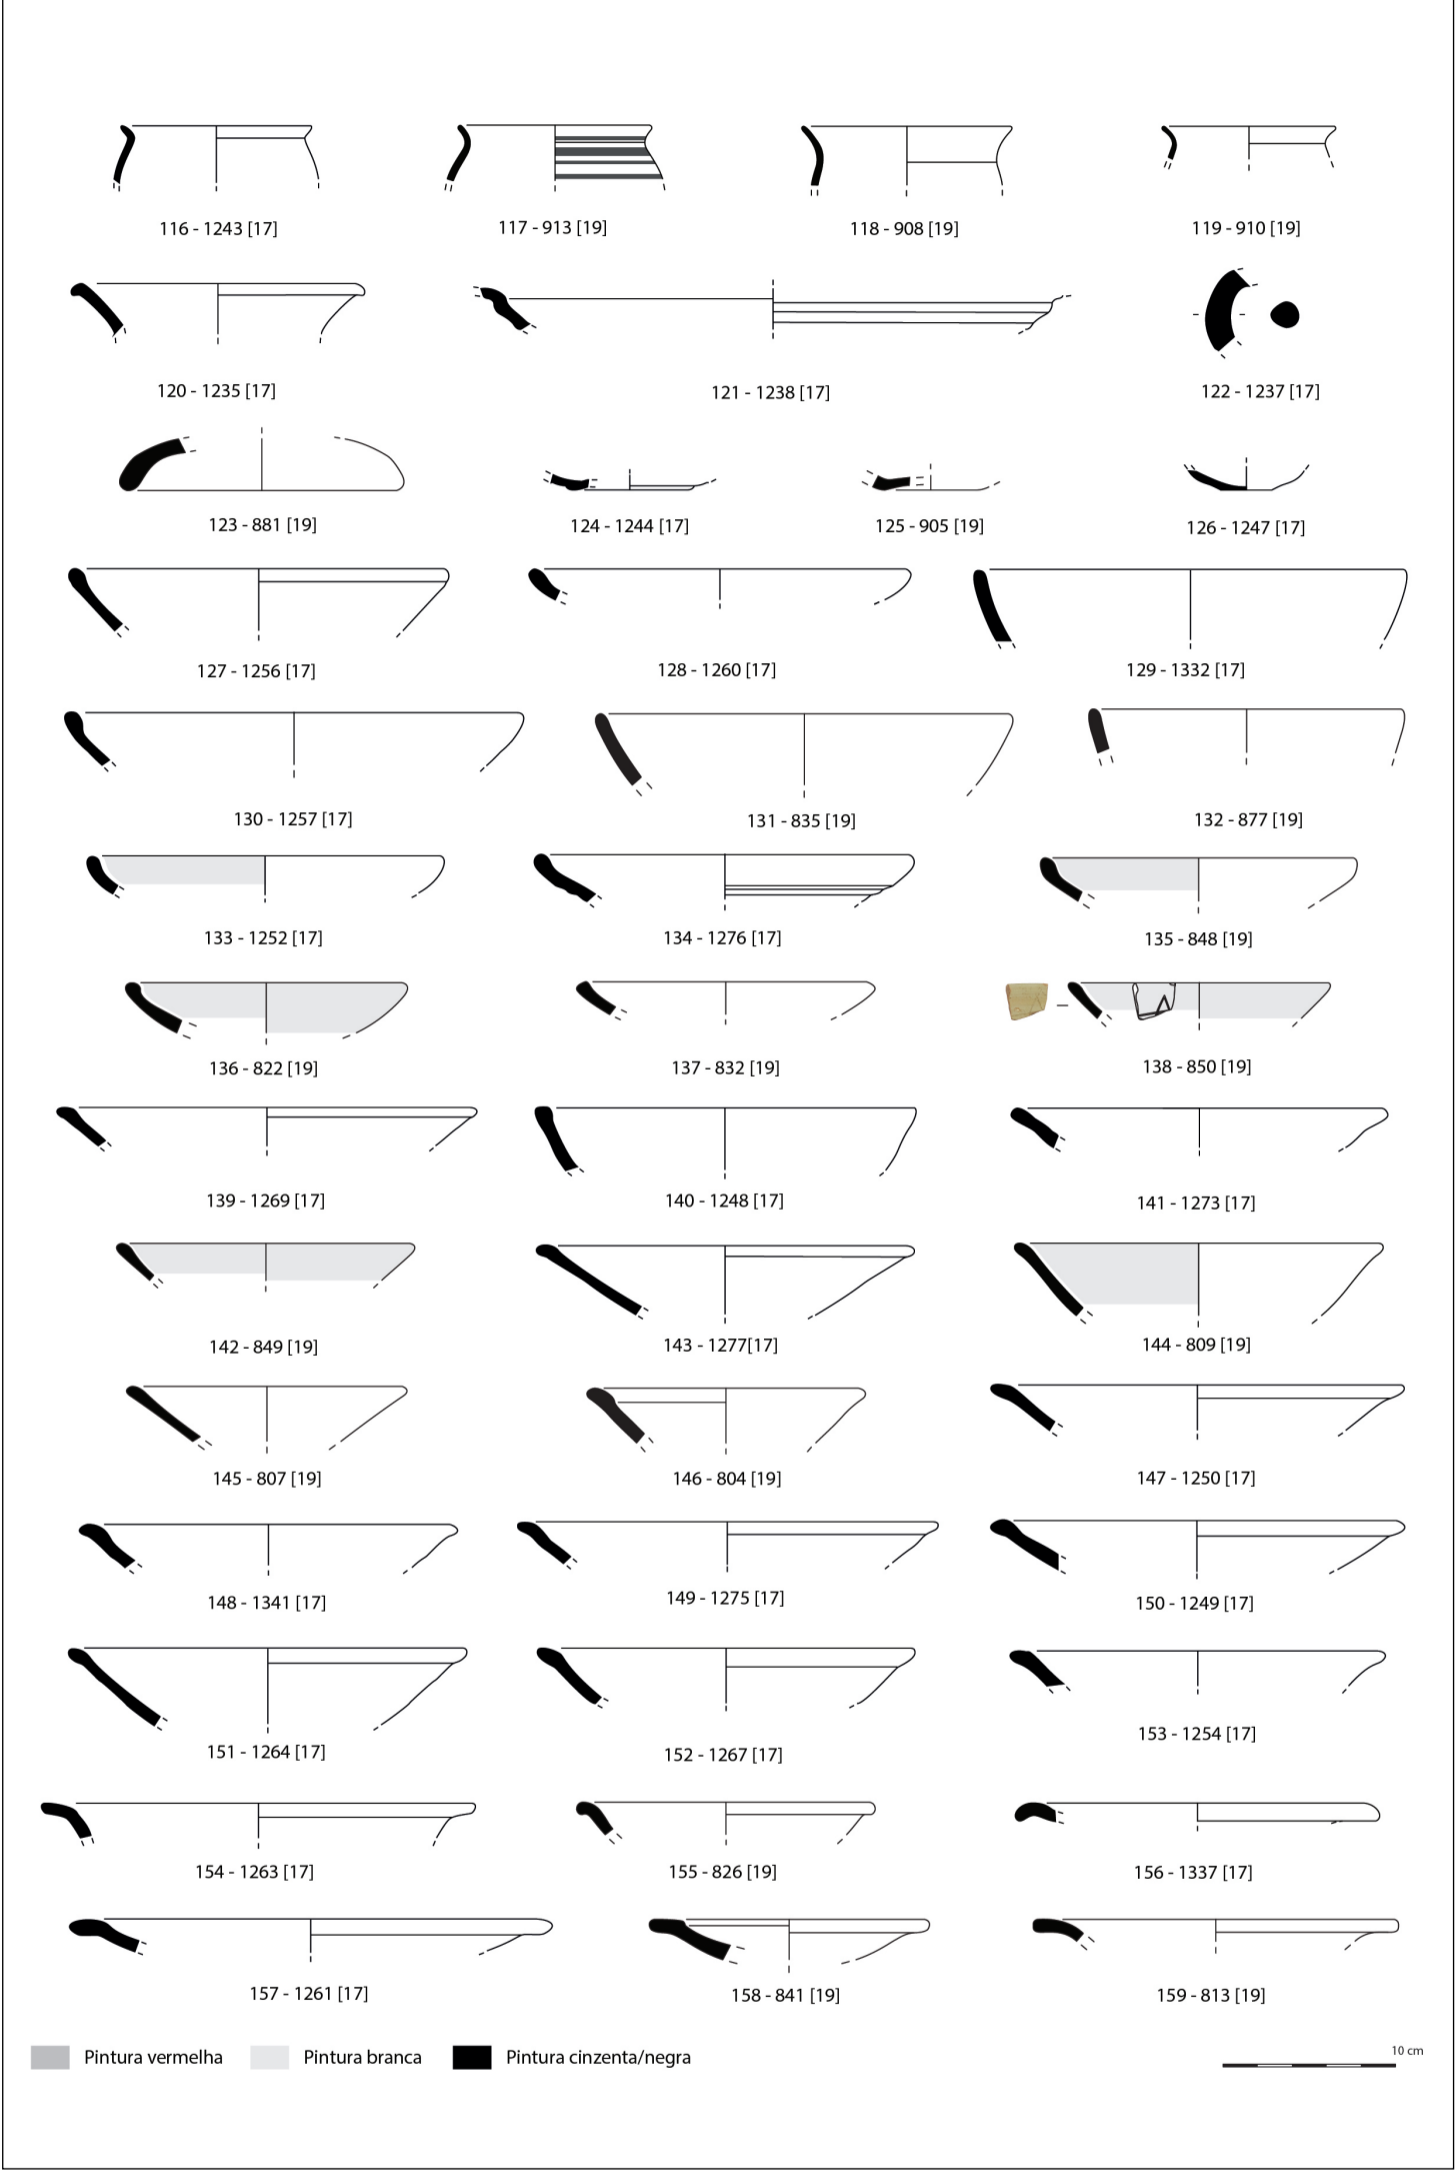 116 - 1243 [17]
117 - 913 [19]
118 - 908 [19]
119 - 910 [19]
120 - 1235 [17]
121 - 1238 [17]
122 - 1237 [17]
123 - 881 [19]
124 - 1244 [17]
125 - 905 [19]
126 - 1247 [17]
127 - 1256 [17]
128 - 1260 [17]
129 - 1332 [17]
130 - 1257 [17]
131 - 835 [19]
132 - 877 [19]
133 - 1252 [17]
134 - 1276 [17]
135 - 848 [19]
136 - 822 [19]
137 - 832 [19]
138 - 850 [19]
139 - 1269 [17]
140 - 1248 [17]
141 - 1273 [17]
142 - 849 [19]
143 - 1277[17]
144 - 809 [19]
145 - 807 [19]
146 - 804 [19]
147 - 1250 [17]
148 - 1341 [17]
149 - 1275 [17]
150 - 1249 [17]
151 - 1264 [17]
152 - 1267 [17]
153 - 1254 [17]
154 - 1263 [17]
155 - 826 [19]
156 - 1337 [17]
157 - 1261 [17]
158 - 841 [19]
159 - 813 [19]
Pintura vermelha
Pintura branca
Pintura cinzenta/negra
10 cm